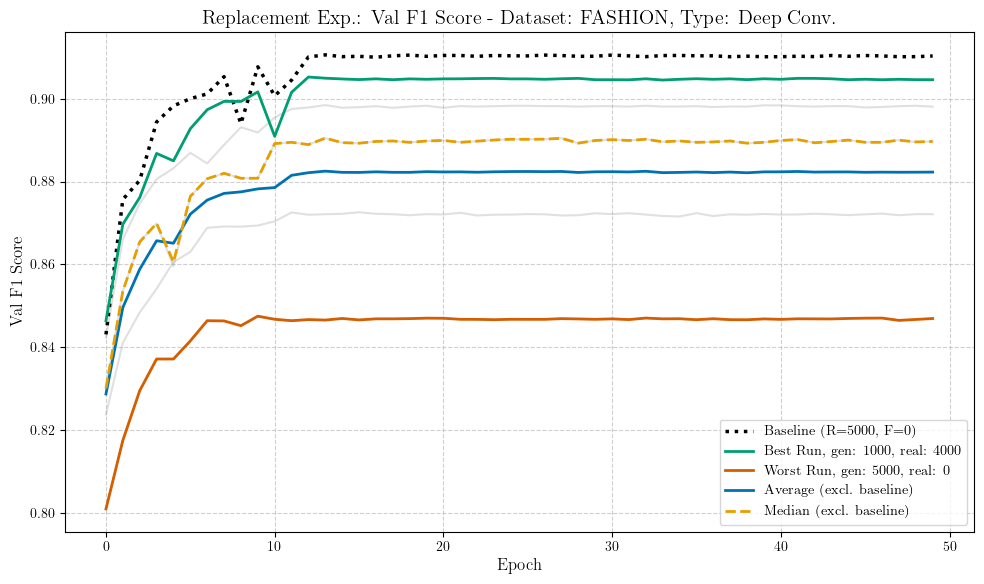 Replacement Exp.: Val F1 Score - Dataset: FASHION, Type: Deep Conv.
Val F1 Score
0.90
0.88
0.86
0.84
0.82
0.80
Baseline (R=5000, F=0)
Best Run, gen: 1000, real: 4000
Worst Run, gen: 5000, real: 0
Average (excl. baseline)
Median (excl. baseline)
0 10 20 30 40 50
Epoch